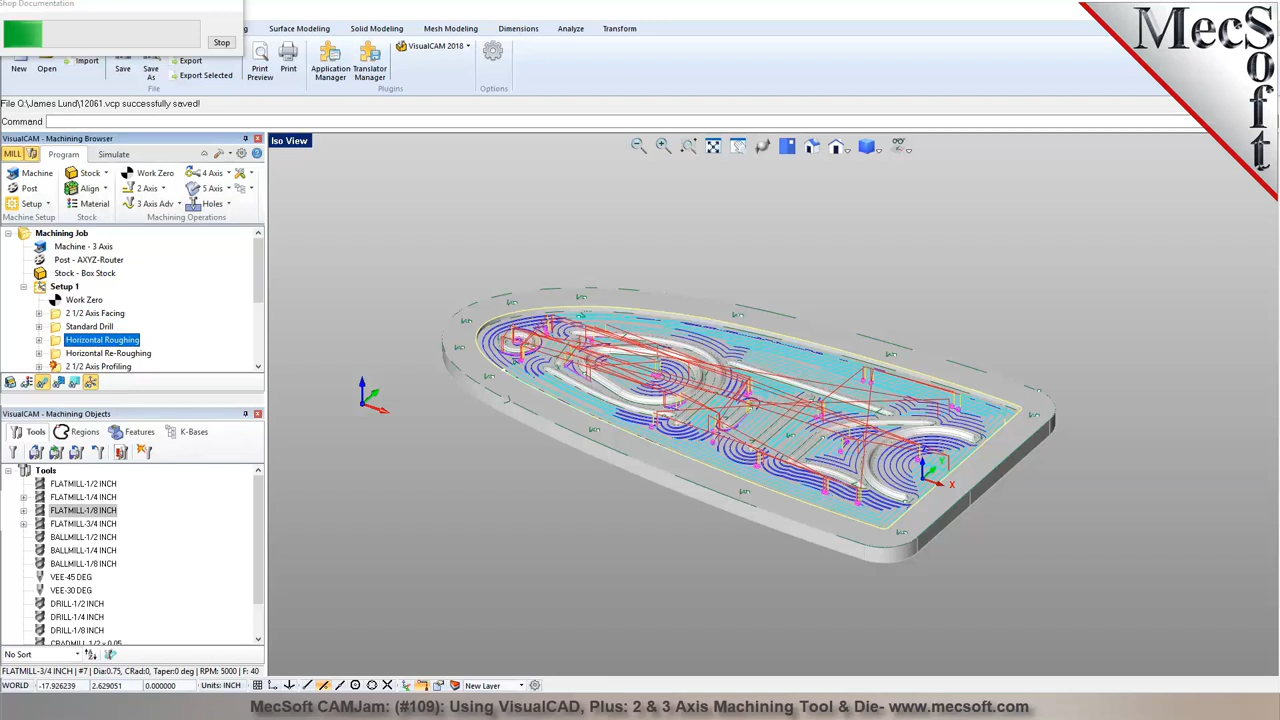 Shop Documentation
Stop
Surface Modeling
Solid Modeling
Mesh Modeling
Dimensions
Analyze
Transform
VisualCAM 2018
Import
Export
Export Selected
New
Open
Save
Save As
Print Preview
Print
Application Manager
Translator Manager
File
Plugins
Options
MecSoft
File Q:\James Lund\12061.vcp successfully saved!
Command
VisualCAM - Machining Browser
Iso View
MILL
Program
Simulate
Machine
Stock
Work Zero
4 Axis
Post
Align
2 Axis
5 Axis
Setup
Material
3 Axis Adv
Holes
Machine Setup
Stock
Machining Operations
Machining Job
Machine - 3 Axis
Post - AXYZ-Router
Stock - Box Stock
Setup 1
Work Zero
2 1/2 Axis Facing
Standard Drill
Horizontal Roughing
Horizontal Re-Roughing
2 1/2 Axis Profiling
VisualCAM - Machining Objects
Tools
Regions
Features
K-Bases
Tools
FLATMILL-1/2 INCH
FLATMILL-1/4 INCH
FLATMILL-1/8 INCH
FLATMILL-3/4 INCH
BALLMILL-1/2 INCH
BALLMILL-1/4 INCH
BALLMILL-1/8 INCH
VEE-45 DEG
VEE-30 DEG
DRILL-1/2 INCH
DRILL-1/4 INCH
DRILL-1/8 INCH
X
No Sort
FLATMILL-3/4 INCH | #7 | Dia:0.75, CRad:0, Taper:0 deg | RPM: 5000 | F: 40
WORLD
-17.926239
2.629051
0.000000
Units: INCH
New Layer
MecSoft CAMJam: (#109): Using VisualCAD, Plus: 2 & 3 Axis Machining Tool & Die- www.mecsoft.com